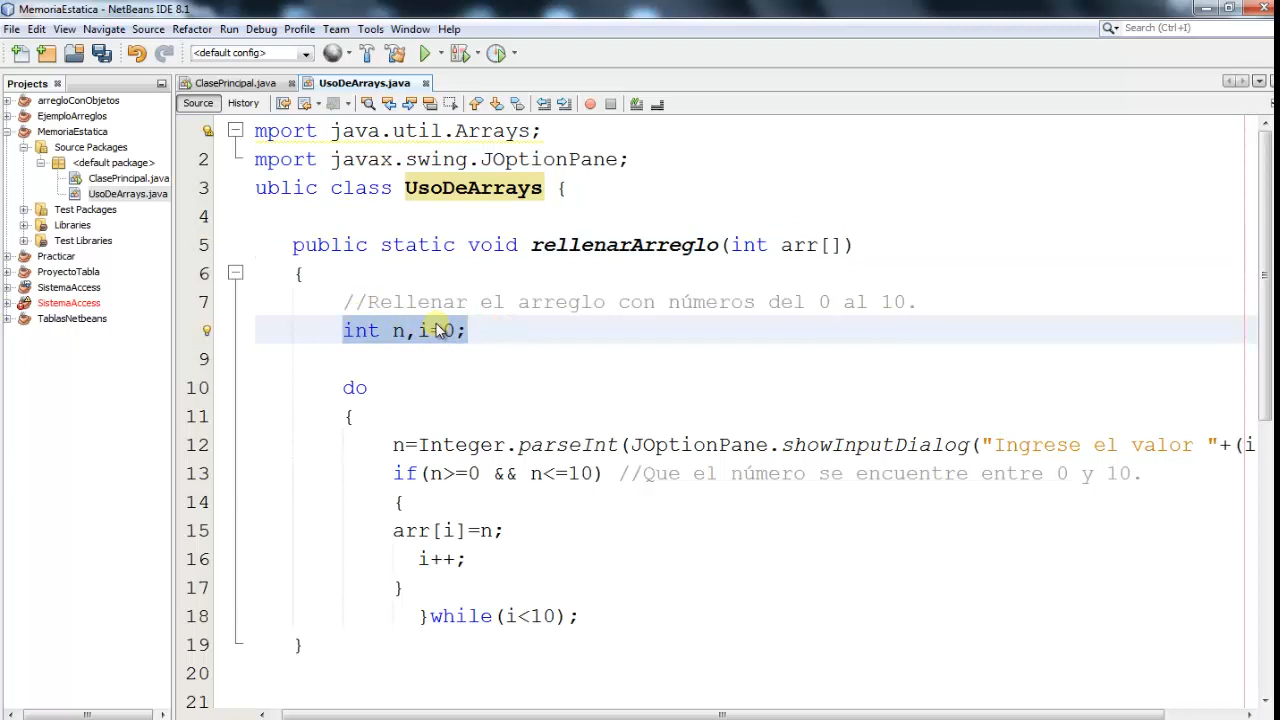 MemoriaEstatica - NetBeans IDE 8.1
File Edit View Navigate Source Refactor Run Debug Profile Team Tools Window Help
Search (Ctrl+I)
<default config>
Projects
ClasePrincipal.java
UsoDeArrays.java
Source History
arregloConObjetos
EjemploArreglos
MemoriaEstatica
Source Packages
<default package>
ClasePrincipal.java
UsoDeArrays.java
Test Packages
Libraries
Test Libraries
Practicar
ProyectoTabla
SistemaAccess
SistemaAccess
TablasNetbeans
mport java.util.Arrays;
2 mport javax.swing.JOptionPane;
3 ublic class UsoDeArrays {
4
5 public static void rellenarArreglo(int arr[])
6 {
7 //Rellenar el arreglo con números del 0 al 10.
int n,i=0;
9
10 do
11 {
12 n=Integer.parseInt(JOptionPane.showInputDialog("Ingrese el valor "+(i
13 if(n>=0 && n<=10) //Que el número se encuentre entre 0 y 10.
14 {
15 arr[i]=n;
16 i++;
17 }
18 }while(i<10);
19 }
20
21